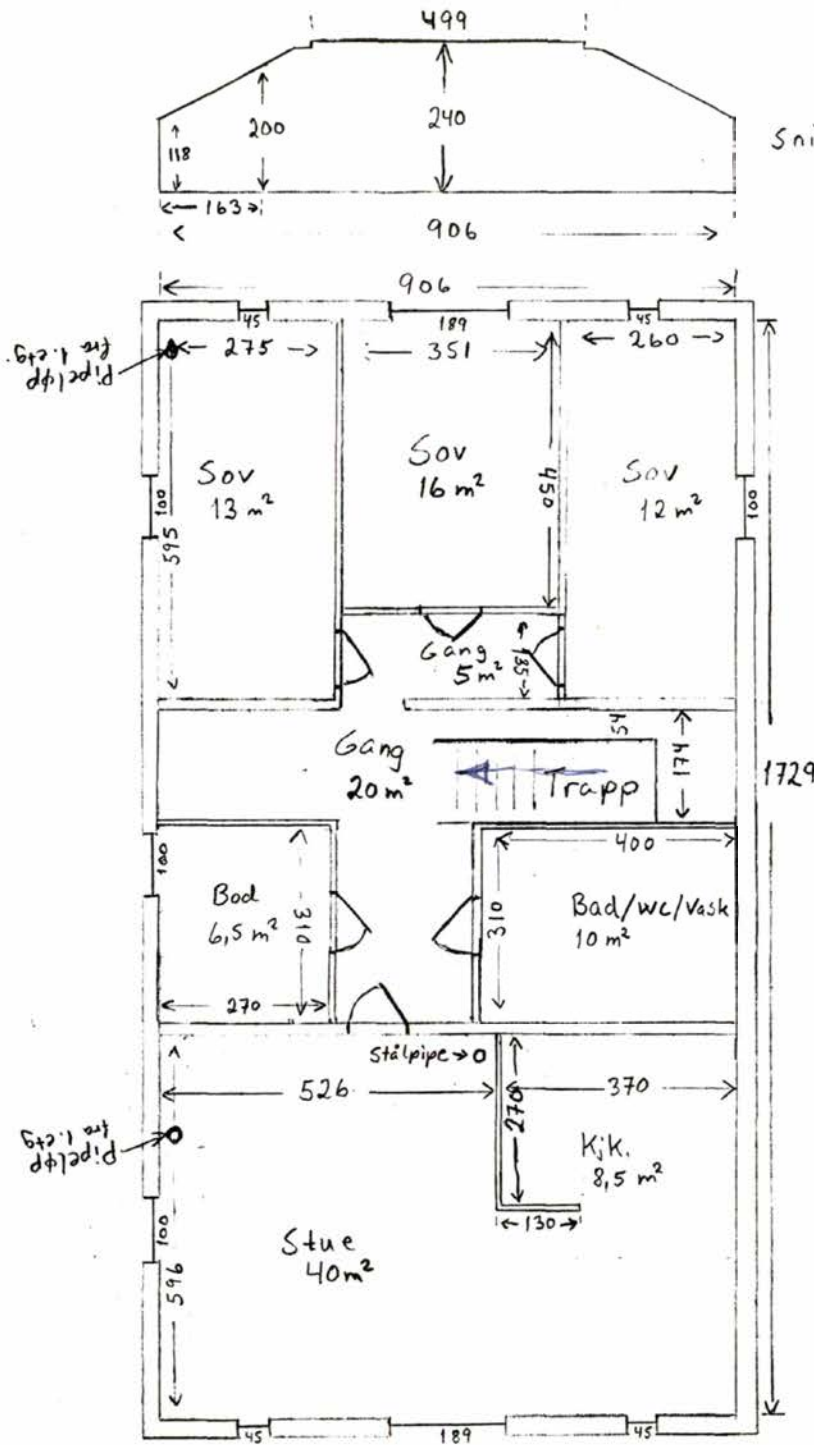 499
118
200
240
Sni
163
906
906
45
189
45
Pipeløp
fra 1. etg.
275
351
260
Sov
13 m²
Sov
16 m²
Sov
12 m²
100
595
450
100
Gang
5 m²
135
Gang
20 m²
54
174
Trapp
1729
100
400
Bod
6,5 m²
310
310
Bad/wc/Vask
10 m²
270
Stålpipe
526
370
270
Pipeløp
fra 1. etg
Kjk.
8,5 m²
130
100
Stue
40 m²
596
45
189
45